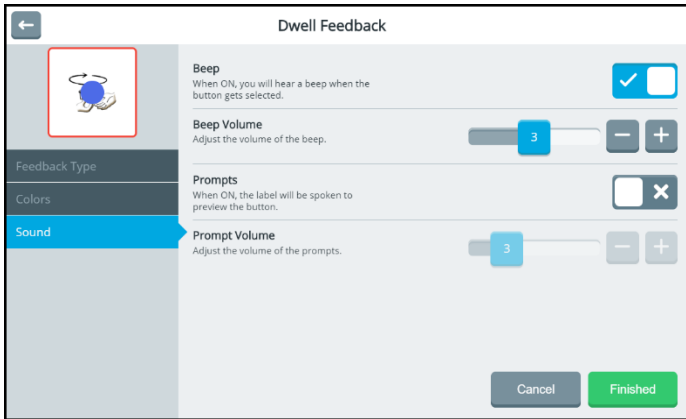 Dwell Feedback
Feedback Type
Colors
Sound
Beep
When ON, you will hear a beep when the
button gets selected.
Beep Volume
Adjust the volume of the beep.
3
Prompts
When ON, the label will be spoken to
preview the button.
Prompt Volume
Adjust the volume of the prompts.
3
Cancel
Finished